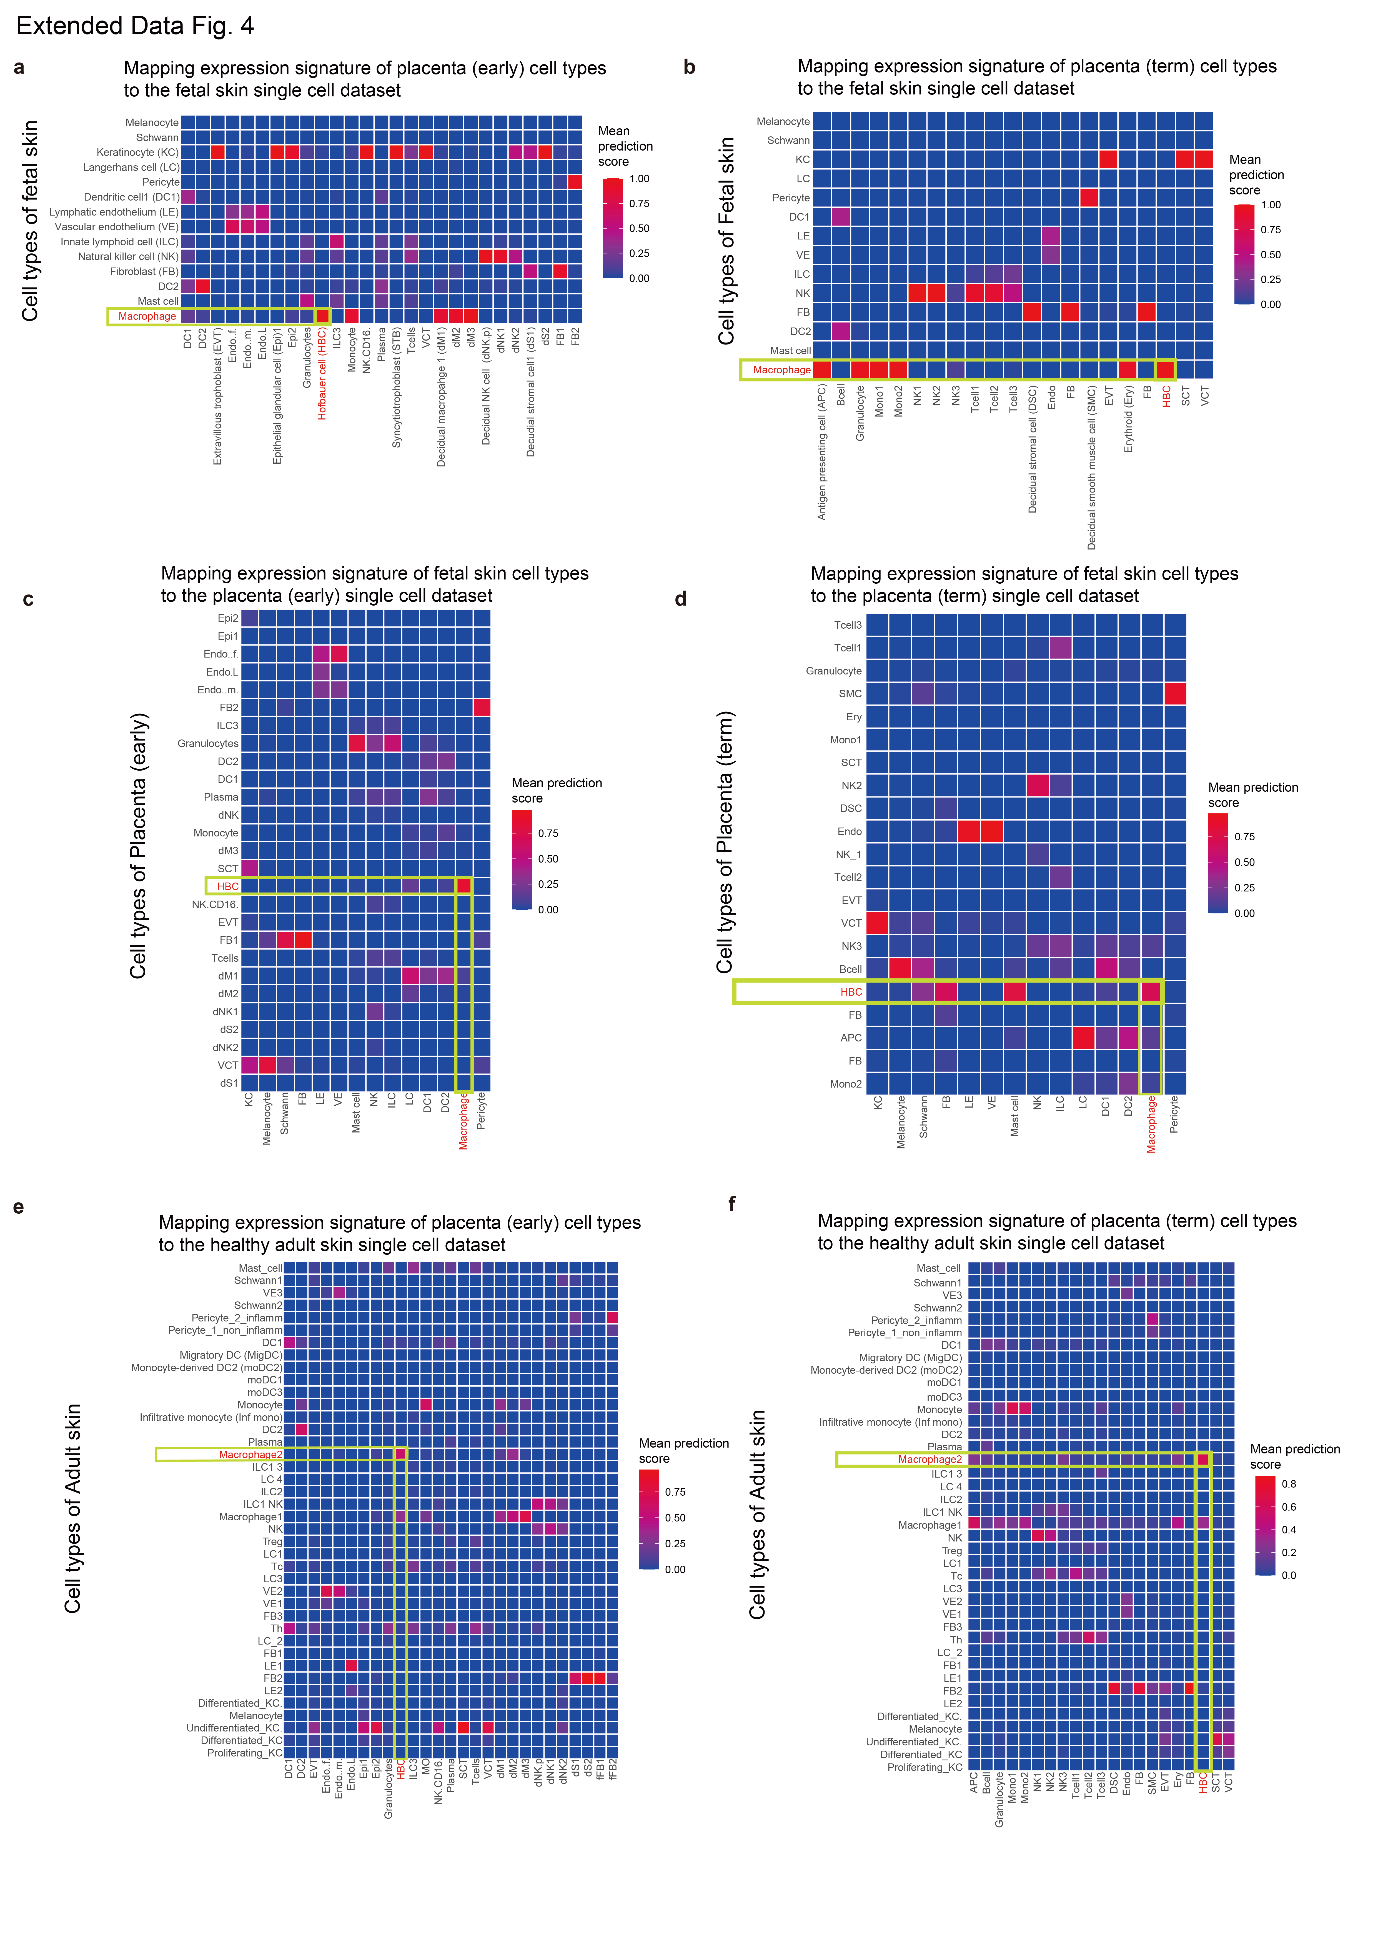 Extended Data Fig. 4
a
Mapping expression signature of placenta (early) cell types
to the fetal skin single cell dataset
Cell types of fetal skin
Melanocyte
Schwann
Keratinocyte (KC)
Langerhans cell (LC)
Pericyte
Dendritic cell1 (DC1)
Lymphatic endothelium (LE)
Vascular endothelium (VE)
Innate lymphoid cell (ILC)
Natural killer cell (NK)
Fibroblast (FB)
DC2
Mast cell
Macrophage
DC1
DC2
Extravillous trophoblast (EVT)
Endo..f.
Endo..m.
Endo.L
Epithelial glandular cell (Epi)1
Epi2
Granulocytes
Hofbauer cell (HBC)
ILC3
Monocyte
NK.CD16.
Plasma
Syncytiotrophoblast (STB)
Tcells
VCT
Decidual macropahge 1 (dM1)
dM2
dM3
Decidual NK cell (dNK.p)
dNK1
dNK2
Decudial stromal cell1 (dS1)
dS2
FB1
FB2
Mean
prediction
score
1.00
0.75
0.50
0.25
0.00
b
Mapping expression signature of placenta (term) cell types
to the fetal skin single cell dataset
Cell types of Fetal skin
Melanocyte
Schwann
KC
LC
Pericyte
DC1
LE
VE
ILC
NK
FB
DC2
Mast cell
Macrophage
Antigen presenting cell (APC)
Bcell
Granulocyte
Mono1
Mono2
NK1
NK2
NK3
Tcell1
Tcell2
Tcell3
Decidual stromal cell (DSC)
Endo
FB
Decidual smooth muscle cell (SMC)
EVT
Erythroid (Ery)
FB
HBC
SCT
VCT
Mean
prediction
score
1.00
0.75
0.50
0.25
0.00
c
Mapping expression signature of fetal skin cell types
to the placenta (early) single cell dataset
Cell types of Placenta (early)
Epi2
Epi1
Endo..f.
Endo.L
Endo..m.
FB2
ILC3
Granulocytes
DC2
DC1
Plasma
dNK
Monocyte
dM3
SCT
HBC
NK.CD16.
EVT
FB1
Tcells
dM1
dM2
dNK1
dS2
dNK2
VCT
dS1
KC
Melanocyte
Schwann
FB
LE
VE
Mast cell
NK
ILC
LC
DC1
DC2
Macrophage
Pericyte
Mean prediction
score
0.75
0.50
0.25
0.00
d
Mapping expression signature of fetal skin cell types
to the placenta (term) single cell dataset
Cell types of Placenta (term)
Tcell3
Tcell1
Granulocyte
SMC
Ery
Mono1
SCT
NK2
DSC
Endo
NK_1
Tcell2
EVT
VCT
NK3
Bcell
HBC
FB
APC
FB
Mono2
KC
Melanocyte
Schwann
FB
LE
VE
Mast cell
NK
ILC
LC
DC1
DC2
Macrophage
Pericyte
Mean prediction
score
0.75
0.50
0.25
0.00
e
Mapping expression signature of placenta (early) cell types
to the healthy adult skin single cell dataset
Cell types of Adult skin
Mast_cell
Schwann1
VE3
Schwann2
Pericyte_2_inflamm
Pericyte_1_non_inflamm
DC1
Migratory DC (MigDC)
Monocyte-derived DC2 (moDC2)
moDC1
moDC3
Monocyte
Infiltrative monocyte (Inf mono)
DC2
Plasma
Macrophage2
ILC1 3
LC 4
ILC2
ILC1 NK
Macrophage1
NK
Treg
LC1
Tc
LC3
VE2
VE1
FB3
Th
LC_2
FB1
LE1
FB2
LE2
Differentiated_KC.
Melanocyte
Undifferentiated_KC.
Differentiated_KC
Proliferating_KC
DC1
DC2
EVT
Endo..f.
Endo..m.
Endo.L
Epi1
Epi2
Granulocytes
HBC
ILC3
MO
NK.CD16.
Plasma
SCT
Tcells
VCT
dM1
dM2
dM3
dNK.p
dNK1
dNK2
dS1
dS2
fFB1
fFB2
Mean prediction
score
0.75
0.50
0.25
0.00
f
Mapping expression signature of placenta (term) cell types
to the healthy adult skin single cell dataset
Cell types of Adult skin
Mast_cell
Schwann1
VE3
Schwann2
Pericyte_2_inflamm
Pericyte_1_non_inflamm
DC1
Migratory DC (MigDC)
Monocyte-derived DC2 (moDC2)
moDC1
moDC3
Monocyte
Infiltrative monocyte (Inf mono)
DC2
Plasma
Macrophage2
ILC1 3
LC 4
ILC2
ILC1 NK
Macrophage1
NK
Treg
LC1
Tc
LC3
VE2
VE1
FB3
Th
LC_2
FB1
LE1
FB2
LE2
Differentiated_KC.
Melanocyte
Undifferentiated_KC.
Differentiated_KC
Proliferating_KC
APC
Bcell
Granulocyte
Mono1
Mono2
NK1
NK2
NK3
Tcell1
Tcell2
Tcell3
DSC
Endo
FB
SMC
EVT
Ery
FB
HBC
SCT
VCT
Mean prediction
score
0.8
0.6
0.4
0.2
0.0